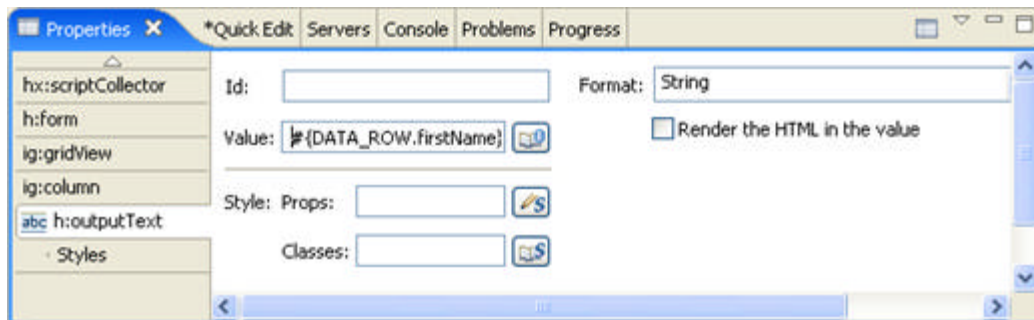 Properties *Quick Edit Servers Console Problems Progress
hx:scriptCollector
h:form
ig:gridView
ig:column
abc h:outputText
Styles
Id:
Value: #{DATA_ROW.firstName}
Style: Props:
Classes:
Format: String
Render the HTML in the value